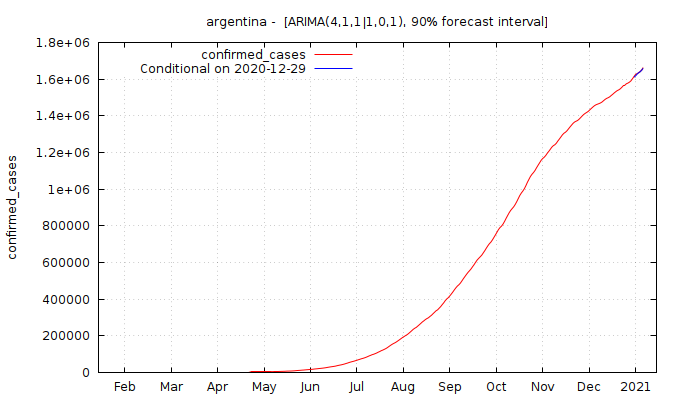 argentina - [ARIMA(4,1,1|1,0,1), 90% forecast interval]
confirmed_cases
Conditional on 2020-12-29
confirmed_cases
1.8e+06
1.6e+06
1.4e+06
1.2e+06
1e+06
800000
600000
400000
200000
0
Feb Mar Apr May Jun Jul Aug Sep Oct Nov Dec 2021